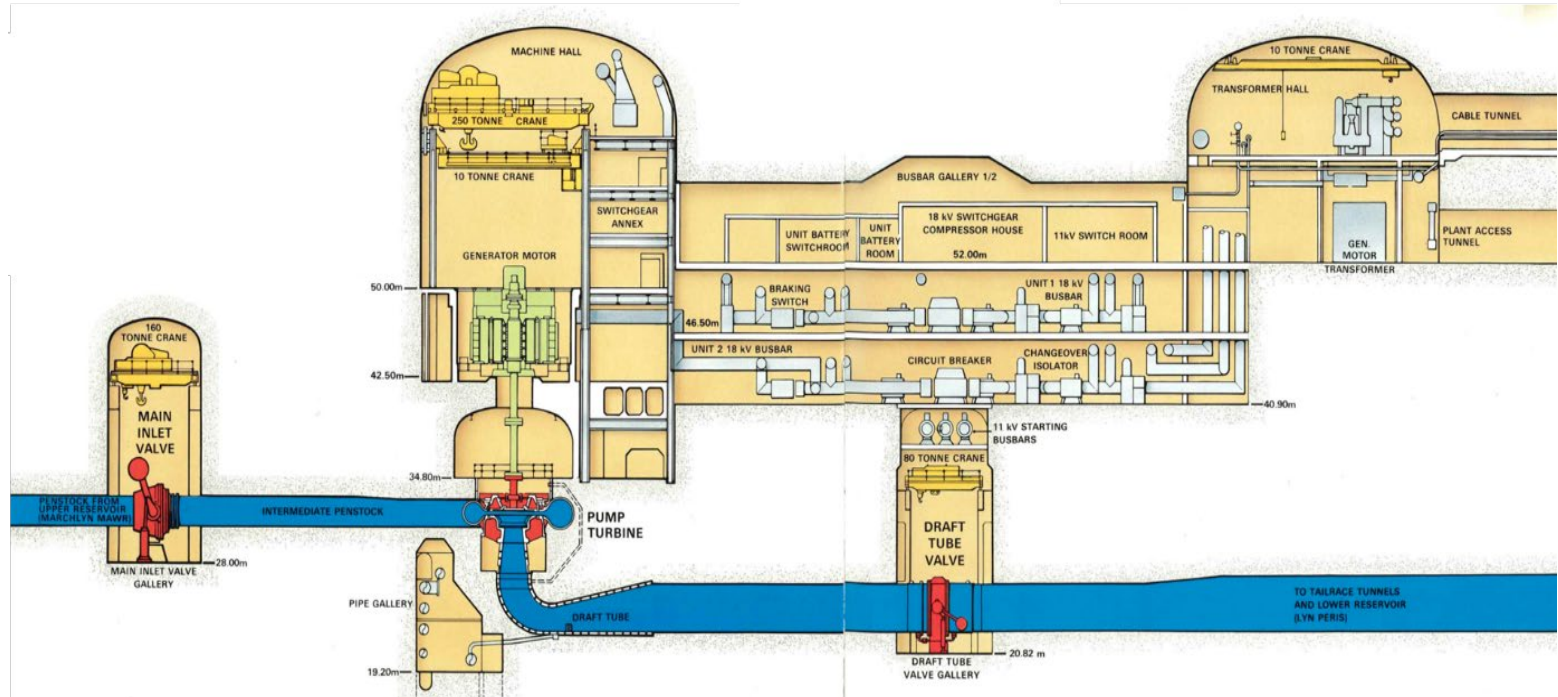 MACHINE HALL
250 TONNE CRANE
10 TONNE CRANE
SWITCHGEAR
ANNEX
GENERATOR MOTOR
50.00m
42.50m
34.80m
160
TONNE CRANE
MAIN
INLET
VALVE
PENSTOCK FROM
UPPER RESERVOIR
(MARCHLYN MAWR)
INTERMEDIATE PENSTOCK
28.00m
MAIN INLET VALVE
GALLERY
PUMP
TURBINE
PIPE GALLERY
DRAFT TUBE
19.20m
BUSBAR GALLERY 1/2
UNIT BATTERY
SWITCHROOM
UNIT
BATTERY
ROOM
18 kV SWITCHGEAR
COMPRESSOR HOUSE
52.00m
11kV SWITCH ROOM
BRAKING
SWITCH
UNIT 1 18 kV
BUSBAR
46.50m
UNIT 2 18 kV BUSBAR
CIRCUIT BREAKER
CHANGEOVER
ISOLATOR
40.90m
11 kV STARTING
BUSBARS
80 TONNE CRANE
DRAFT
TUBE
VALVE
20.82 m
DRAFT TUBE
VALVE GALLERY
TO TAILRACE TUNNELS
AND LOWER RESERVOIR
(LYN PERIS)
10 TONNE CRANE
TRANSFORMER HALL
CABLE TUNNEL
GEN.
MOTOR
TRANSFORMER
PLANT ACCESS
TUNNEL